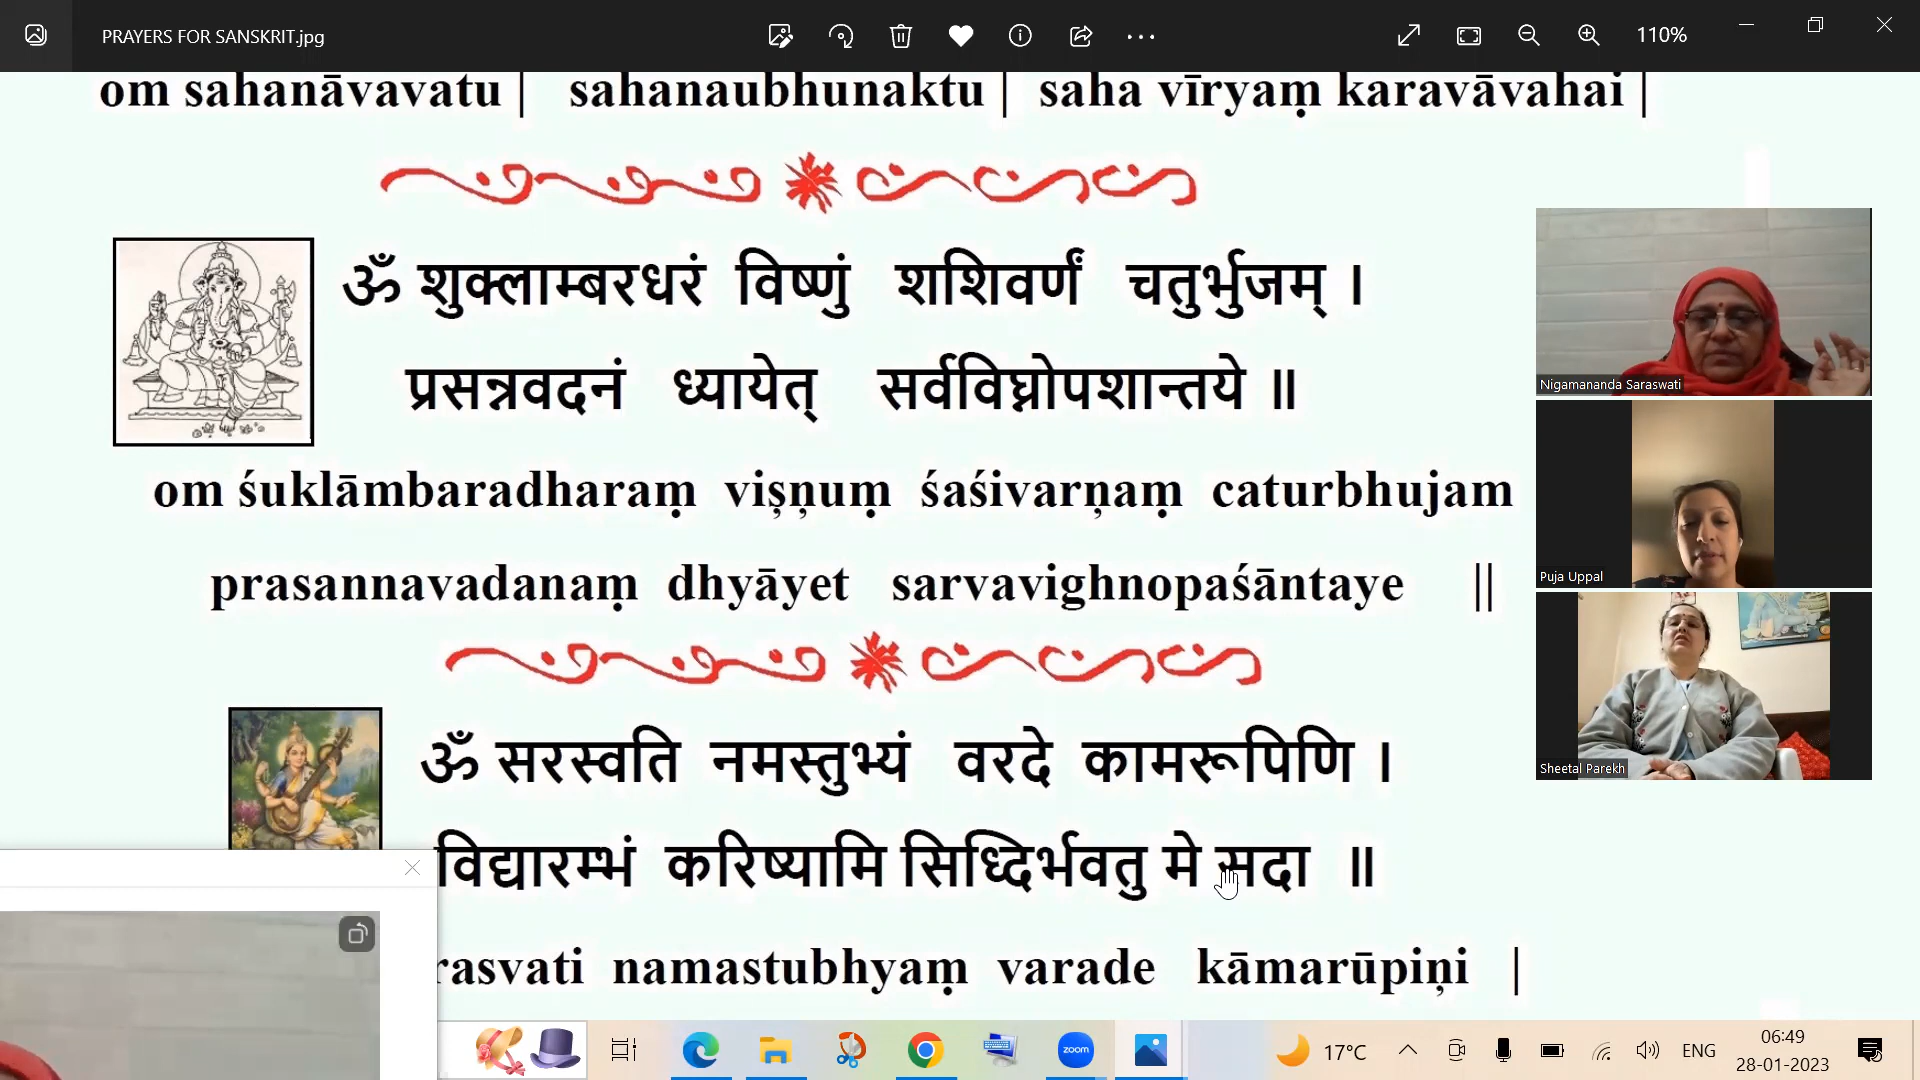 PRAYERS FOR SANSKRIT.jpg
110%
om sahanāvavatu | sahanaubhunaktu | saha vīryaṃ karavāvahai |
ॐ शुक्लाम्बरधरं विष्णुं शशिवर्णं चतुर्भुजम् ।
प्रसन्नवदनं ध्यायेत् सर्वविघ्नोपशान्तये ॥
om śuklāmbaradharaṃ viṣṇuṃ śaśivarṇaṃ caturbhujam
prasannavadanaṃ dhyāyet sarvavighnopaśāntaye ||
ॐ सरस्वति नमस्तुभ्यं वरदे कामरूपिणि ।
विद्यारम्भं करिष्यामि सिध्दिर्भवतु मे सदा ॥
rasvati namastubhyaṃ varade kāmarūpiṇi |
Nigamananda Saraswati
Puja Uppal
Sheetal Parekh
zoom
17°C
ENG
06:49
28-01-2023